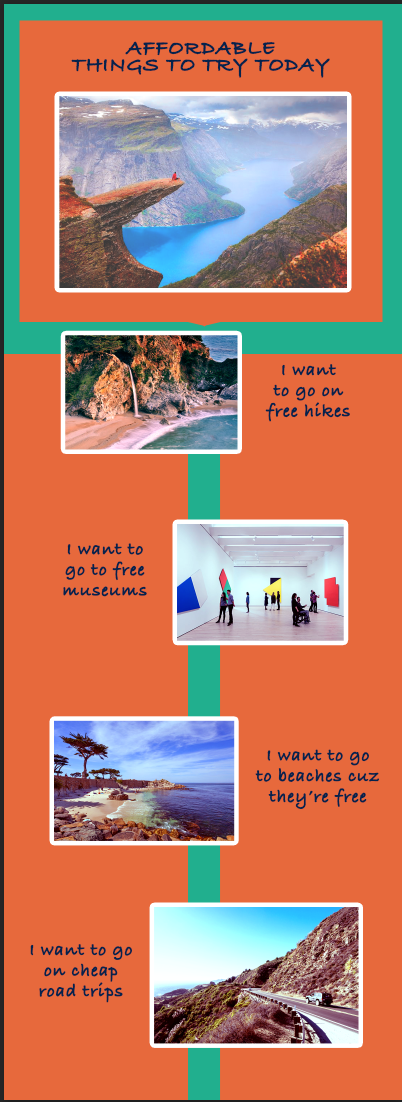 AFFORDABLE
THINGS TO TRY TODAY
I want
to go on
free hikes
I want to
go to free
museums
I want to go
to beaches cuz
they're free
I want to go
on cheap
road trips